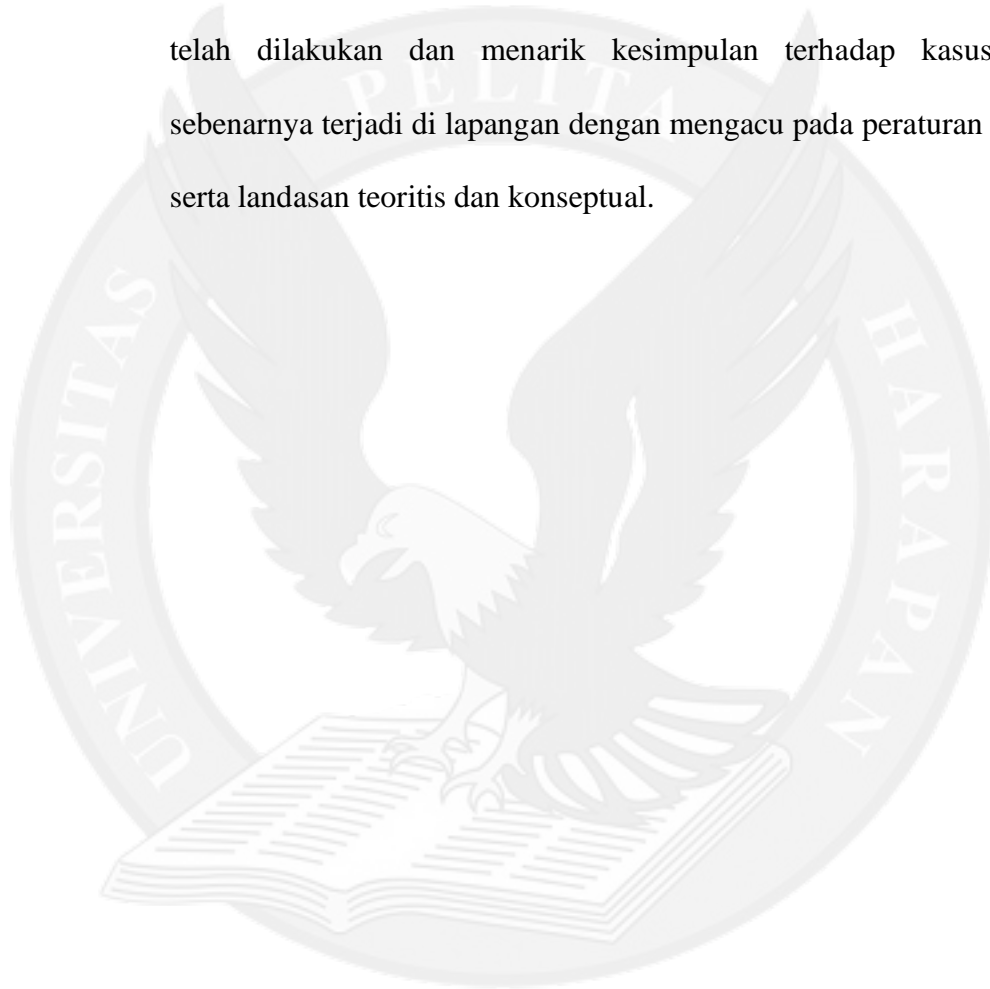 telah dilakukan dan menarik kesimpulan terhadap kasus
sebenarnya terjadi di lapangan dengan mengacu pada peraturan
serta landasan teoritis dan konseptual.
UNIVERSITAS PELITA HARAPAN